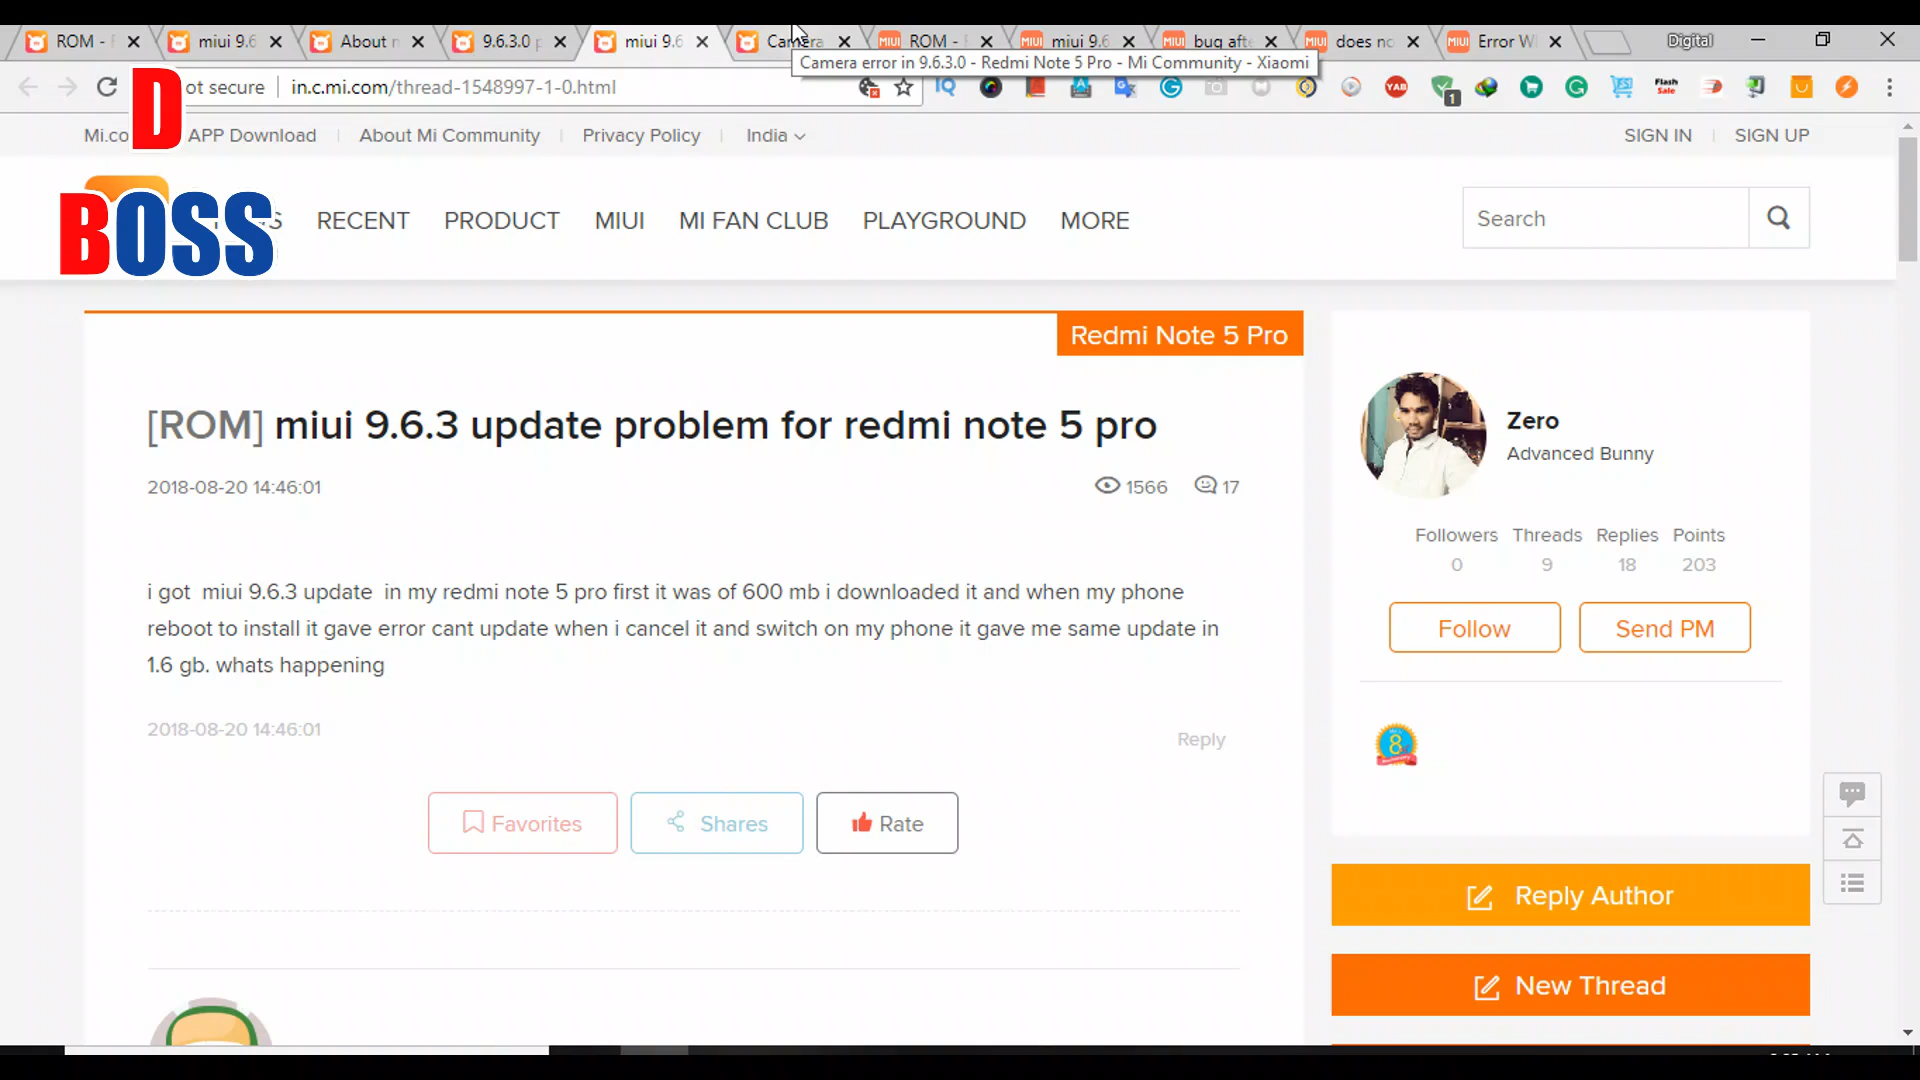 ROM -
miui 9.6
About
9.6.3.0
miui 9.6
Camera
ROM -
miui 9.6
bug aft
does no
Error W
Digital
Camera error in 9.6.3.0 - Redmi Note 5 Pro - Mi Community - Xiaomi
ot secure
in.c.mi.com/thread-1548997-1-0.html
IQ
YAB
1
Flash Sale
Mi.co
APP Download
About Mi Community
Privacy Policy
India
SIGN IN
SIGN UP
D
BOSS
RECENT
PRODUCT
MIUI
MI FAN CLUB
PLAYGROUND
MORE
Search
Redmi Note 5 Pro
[ROM] miui 9.6.3 update problem for redmi note 5 pro
2018-08-20 14:46:01
1566
17
i got miui 9.6.3 update in my redmi note 5 pro first it was of 600 mb i downloaded it and when my phone
reboot to install it gave error cant update when i cancel it and switch on my phone it gave me same update in
1.6 gb. whats happening
2018-08-20 14:46:01
Reply
Favorites
Shares
Rate
Zero
Advanced Bunny
Followers Threads Replies Points
0 9 18 203
Follow
Send PM
8
Reply Author
New Thread